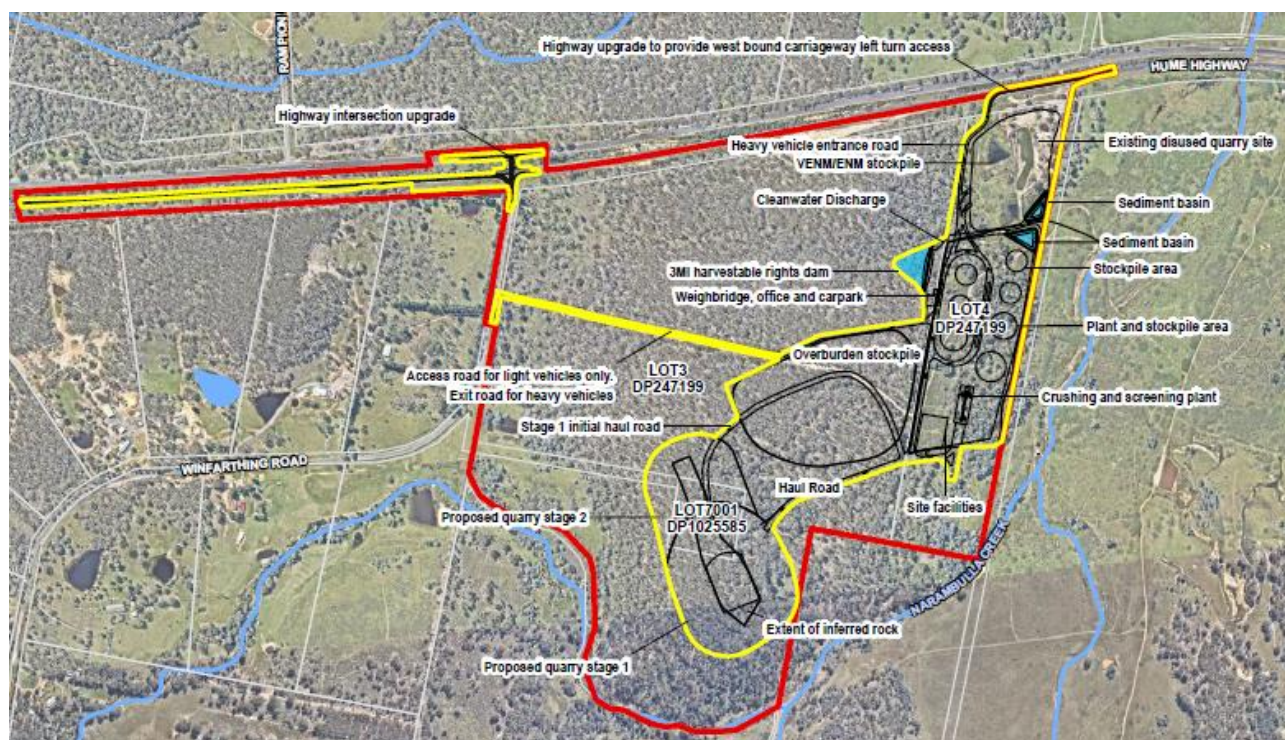 RAMPION
Highway upgrade to provide west bound carriageway left turn access
HUME HIGHWAY
Highway intersection upgrade
Heavy vehicle entrance road
Existing disused quarry site
VENM/ENM stockpile
Cleanwater Discharge
Sediment basin
Sediment basin
3Ml harvestable rights dam
Stockpile area
Weighbridge, office and carpark
LOT4
DP247199
Plant and stockpile area
Overburden stockpile
Access road for light vehicles only.
Exit road for heavy vehicles
LOT3
DP247199
Crushing and screening plant
Stage 1 initial haul road
WINFARTHING ROAD
Haul Road
Site facilities
Proposed quarry stage 2
LOT7001
DP1025585
NARAMBULLA CREEK
Extent of inferred rock
Proposed quarry stage 1